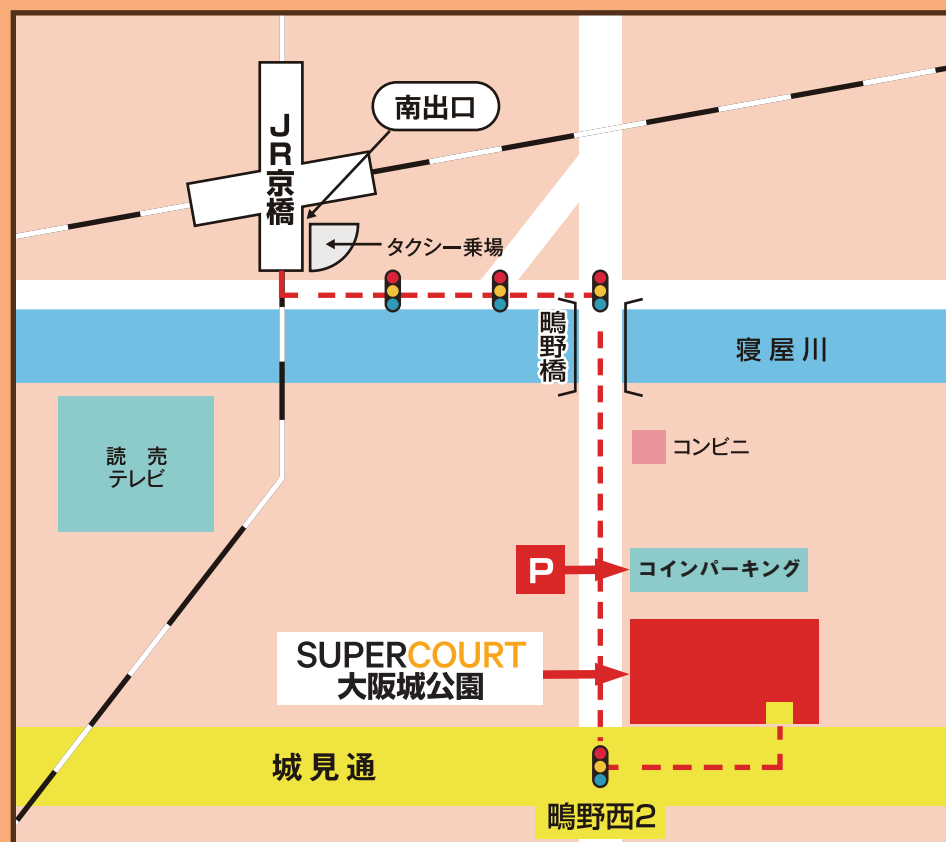 南出口
JR京橋
タクシー乗場
鴫野橋
寝屋川
読売
テレビ
コンビニ
P
コインパーキング
SUPERCOURT
大阪城公園
城見通
鴫野西2